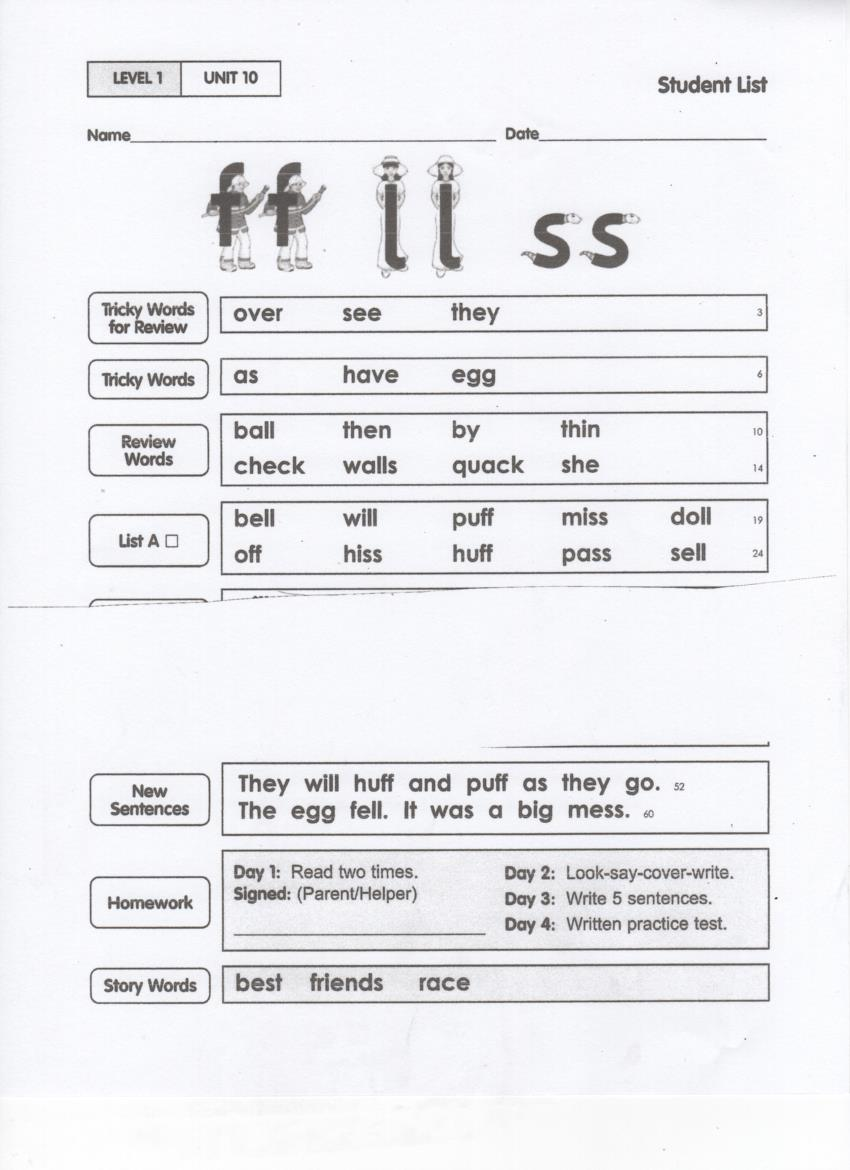 LEVEL 1 UNIT 10
Student List
Name Date
ff ll ss
Tricky Words
for Review
over see they 3
Tricky Words
as have egg 6
Review
Words
ball then by thin 10
check walls quack she 14
List A
bell will puff miss doll 19
off hiss huff pass sell 24
New
Sentences
They will huff and puff as they go. 52
The egg fell. It was a big mess. 60
Homework
Day 1: Read two times.
Signed: (Parent/Helper)
Day 2: Look-say-cover-write.
Day 3: Write 5 sentences.
Day 4: Written practice test.
Story Words
best friends race